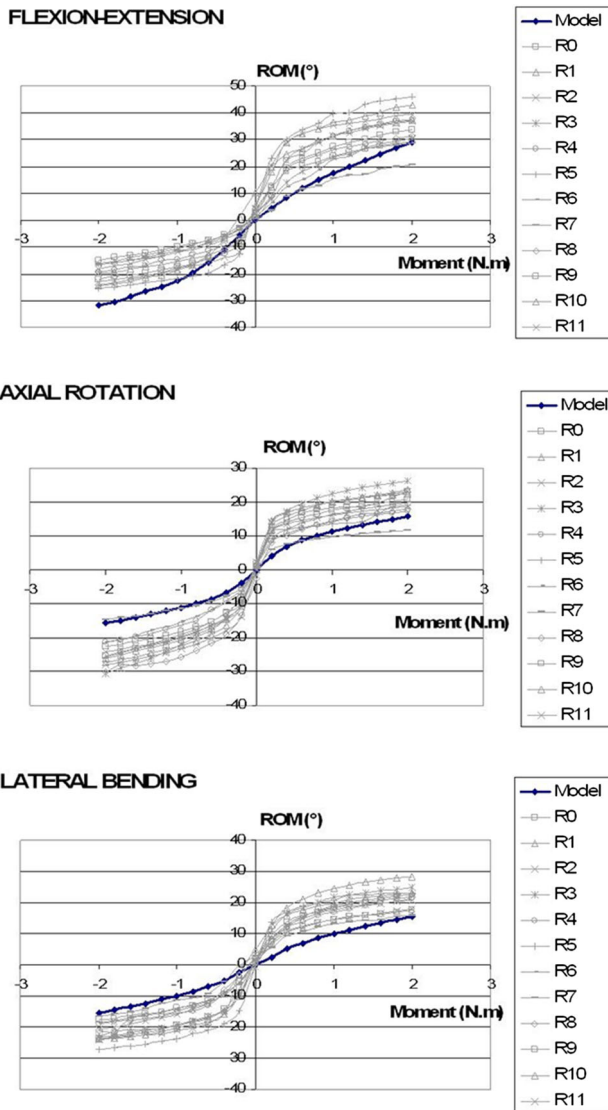 FLEXION-EXTENSION
ROM (°)
50
40
30
20
10
0
-3 -2 -1 0 1 2 3
-10
Moment (N.m)
-20
-30
-40
Model
R0
R1
R2
R3
R4
R5
R6
R7
R8
R9
R10
R11
AXIAL ROTATION
ROM (°)
30
20
10
0
-3 -2 -1 0 1 2 3
-10
Moment (N.m)
-20
-30
-40
Model
R0
R1
R2
R3
R4
R5
R6
R7
R8
R9
R10
R11
LATERAL BENDING
ROM (°)
40
30
20
10
0
-3 -2 -1 0 1 2 3
-10
Moment (N.m)
-20
-30
-40
Model
R0
R1
R2
R3
R4
R5
R6
R7
R8
R9
R10
R11